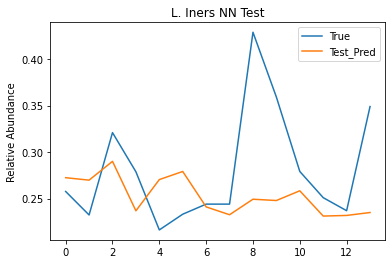 L. Iners NN Test
True
Test_Pred
Relative Abundance
0.40
0.35
0.30
0.25
0 2 4 6 8 10 12